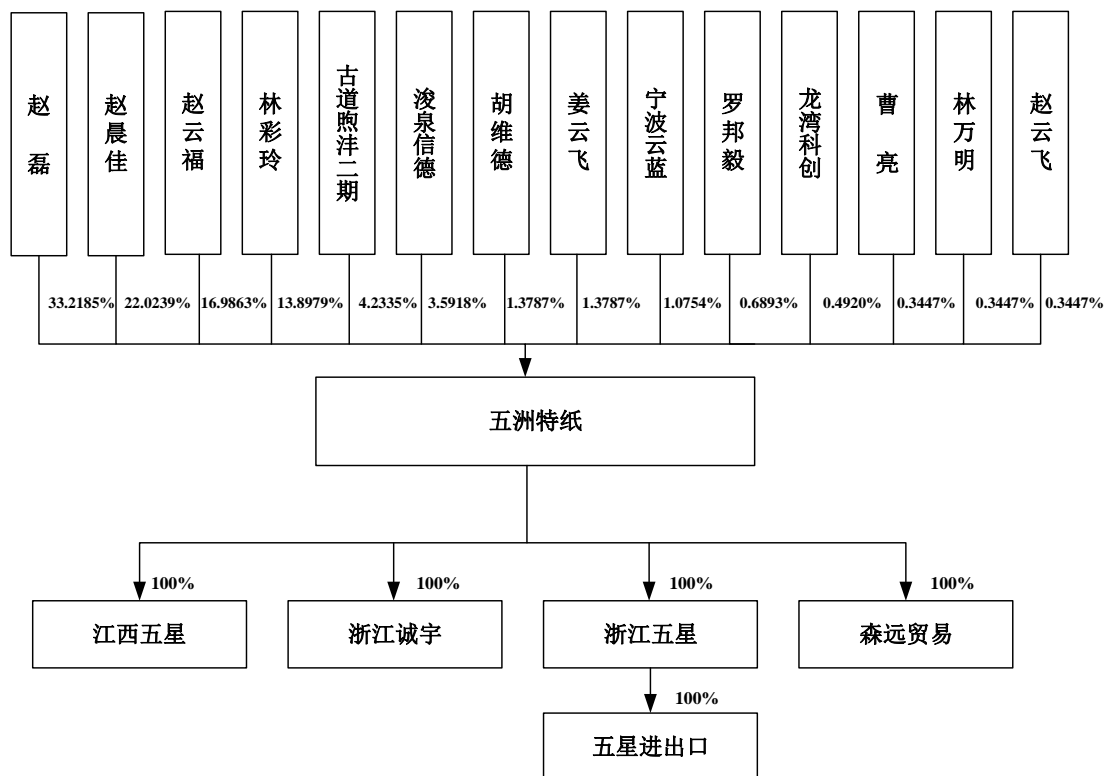 赵 磊
赵晨佳
赵云福
林彩玲
古道煦沣二期
浚泉信德
胡维德
姜云飞
宁波云蓝
罗邦毅
龙湾科创
曹 亮
林万明
赵云飞
33.2185%
22.0239%
16.9863%
13.8979%
4.2335%
3.5918%
1.3787%
1.3787%
1.0754%
0.6893%
0.4920%
0.3447%
0.3447%
0.3447%
五洲特纸
100%
100%
100%
100%
江西五星
浙江诚宇
浙江五星
森远贸易
100%
五星进出口